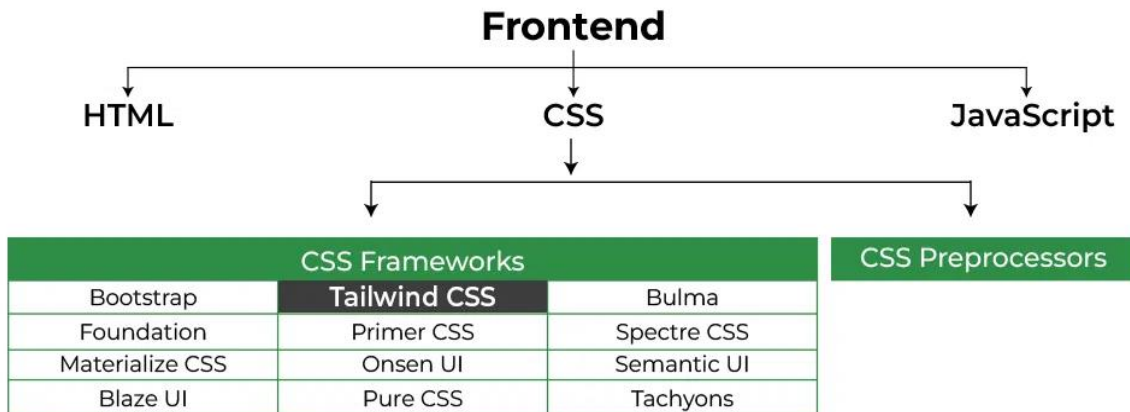 Frontend
HTML CSS JavaScript
CSS Frameworks CSS Preprocessors
Bootstrap Tailwind CSS Bulma
Foundation Primer CSS Spectre CSS
Materialize CSS Onsen UI Semantic UI
Blaze UI Pure CSS Tachyons